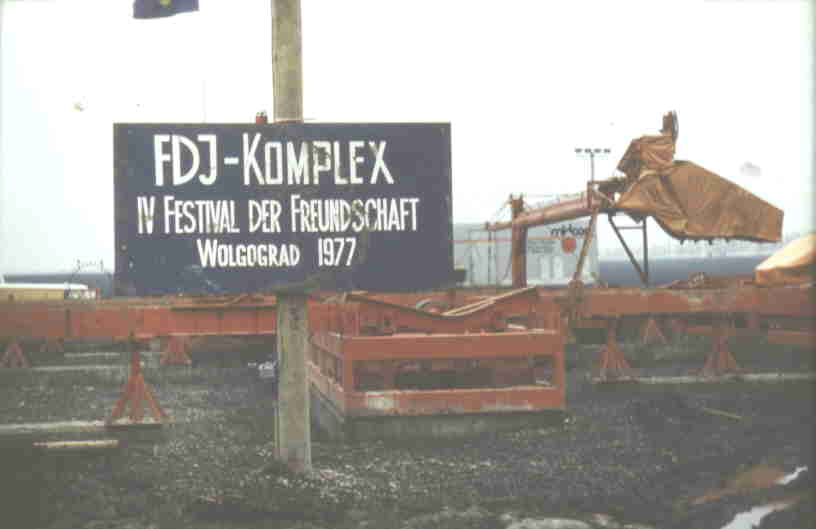 FDJ-KOMPLEX
IV FESTIVAL DER FREUNDSCHAFT
WOLGOGRAD 1977